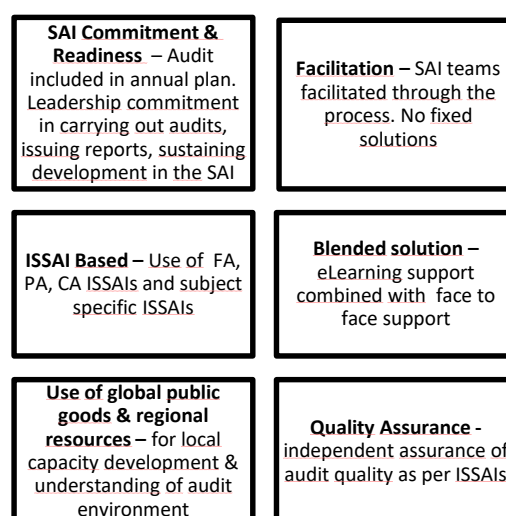 SAI Commitment &
Readiness – Audit
included in annual plan.
Leadership commitment
in carrying out audits,
issuing reports, sustaining
development in the SAI
Facilitation – SAI teams
facilitated through the
process. No fixed
solutions
ISSAI Based – Use of FA,
PA, CA ISSAIs and subject
specific ISSAIs
Blended solution –
eLearning support
combined with face to
face support
Use of global public
goods & regional
resources – for local
capacity development &
understanding of audit
environment
Quality Assurance -
independent assurance of
audit quality as per ISSAIs